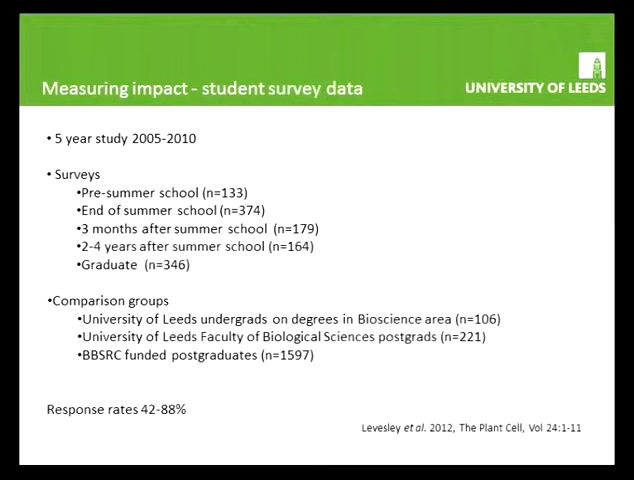 Measuring impact - student survey data
UNIVERSITY OF LEEDS
• 5 year study 2005-2010
• Surveys
•Pre-summer school (n=133)
•End of summer school (n=374)
•3 months after summer school (n=179)
•2-4 years after summer school (n=164)
•Graduate (n=346)
•Comparison groups
•University of Leeds undergrads on degrees in Bioscience area (n=106)
•University of Leeds Faculty of Biological Sciences postgrads (n=221)
•BBSRC funded postgraduates (n=1597)
Response rates 42-88%
Levesley et al. 2012, The Plant Cell, Vol 24:1-11